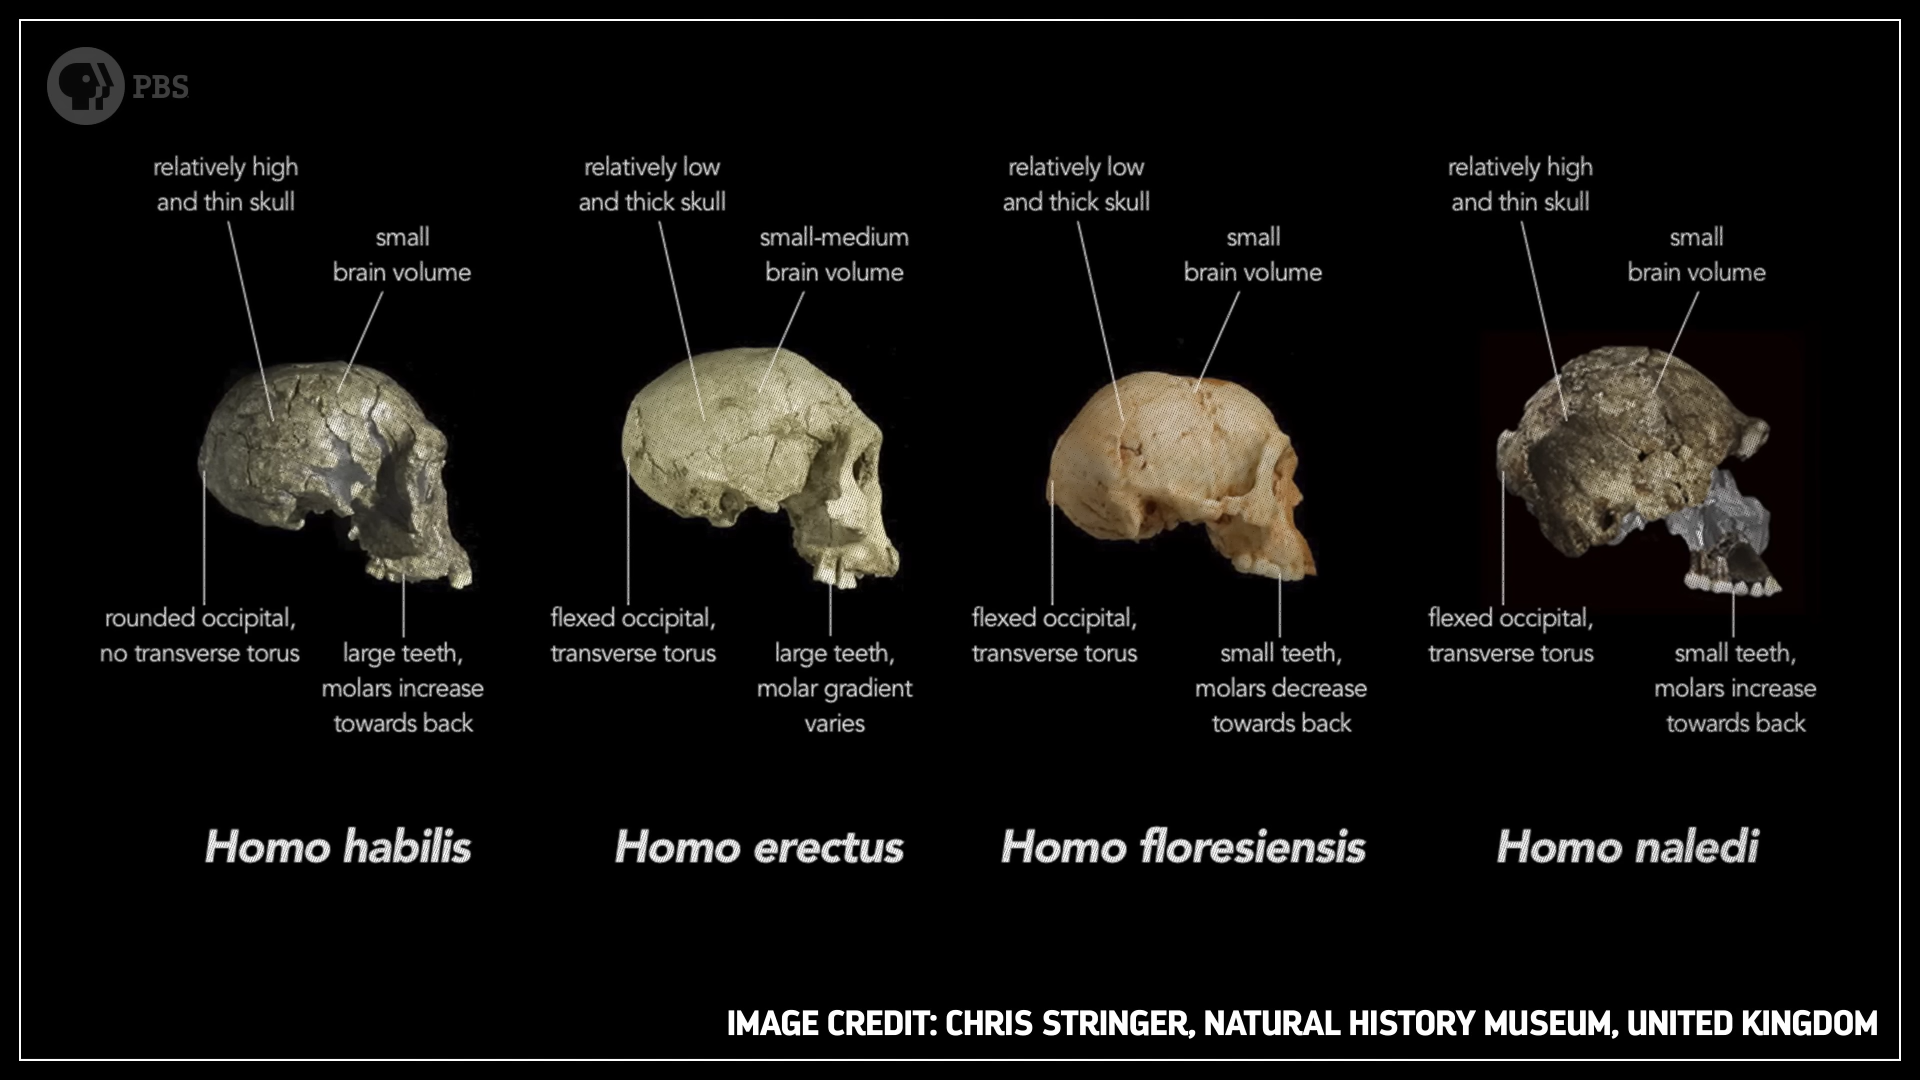 PBS
relatively high
and thin skull
small
brain volume
rounded occipital,
no transverse torus
large teeth,
molars increase
towards back
Homo habilis
relatively low
and thick skull
small-medium
brain volume
flexed occipital,
transverse torus
large teeth,
molar gradient
varies
Homo erectus
relatively low
and thick skull
small
brain volume
flexed occipital,
transverse torus
small teeth,
molars decrease
towards back
Homo floresiensis
relatively high
and thin skull
small
brain volume
flexed occipital,
transverse torus
small teeth,
molars increase
towards back
Homo naledi
IMAGE CREDIT: CHRIS STRINGER, NATURAL HISTORY MUSEUM, UNITED KINGDOM